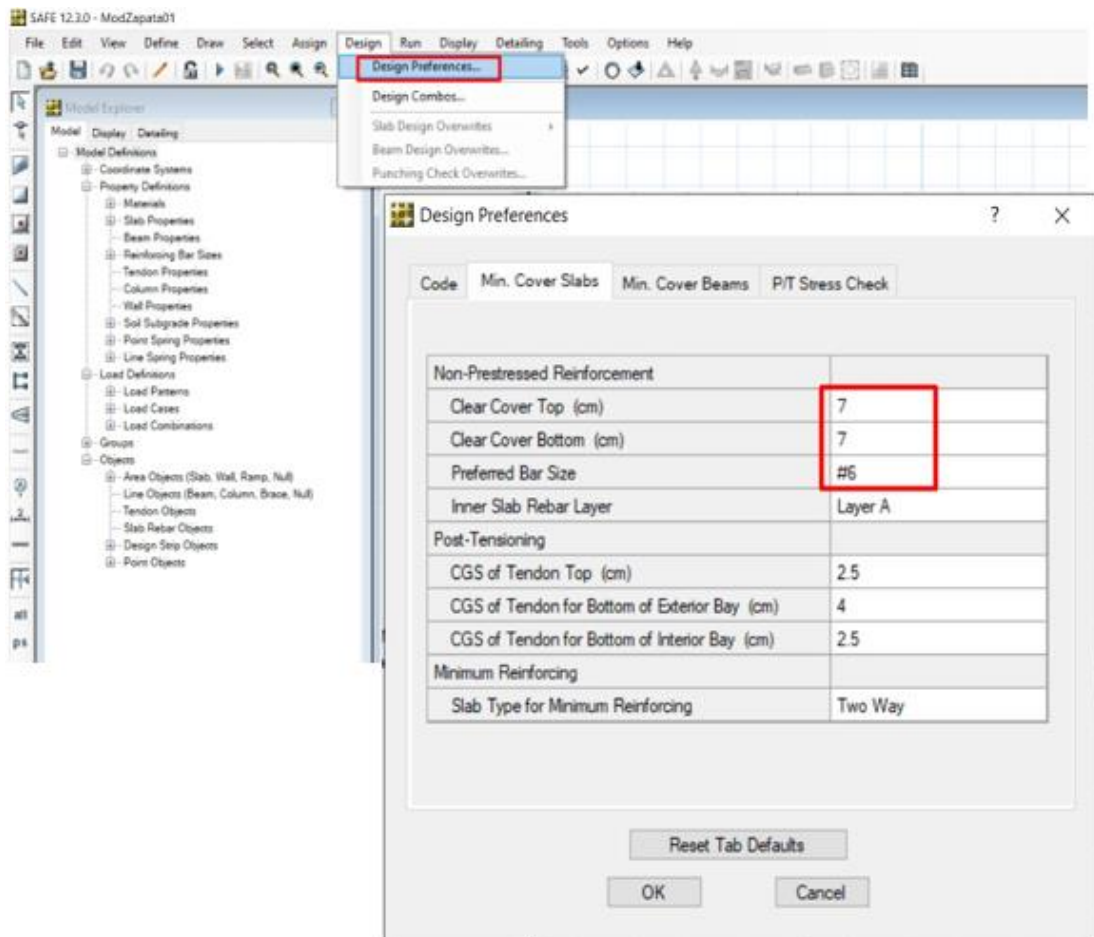 SAFE 12.3.0 - ModZapata01
File Edit View Define Draw Select Assign Design Run Display Detailing Tools Options Help
Design Preferences...
Design Combos...
Slab Design Overwrites
Beam Design Overwrites...
Punching Check Overwrites...
Model Explorer
Model Display Detailing
Model Definitions
Coordinate Systems
Property Definitions
Materials
Slab Properties
Beam Properties
Reinforcing Bar Sizes
Tendon Properties
Column Properties
Wall Properties
Soil Subgrade Properties
Point Spring Properties
Line Spring Properties
Load Definitions
Load Patterns
Load Cases
Load Combinations
Groups
Objects
Area Objects (Slab, Wall, Ramp, Null)
Line Objects (Beam, Column, Brace, Null)
Tendon Objects
Slab Rebar Objects
Design Strip Objects
Point Objects
all
ps
Design Preferences ?
Code Min. Cover Slabs Min. Cover Beams P/T Stress Check
Non-Prestressed Reinforcement
Clear Cover Top (cm) 7
Clear Cover Bottom (cm) 7
Preferred Bar Size #6
Inner Slab Rebar Layer Layer A
Post-Tensioning
CGS of Tendon Top (cm) 2.5
CGS of Tendon for Bottom of Exterior Bay (cm) 4
CGS of Tendon for Bottom of Interior Bay (cm) 2.5
Minimum Reinforcing
Slab Type for Minimum Reinforcing Two Way
Reset Tab Defaults
OK Cancel